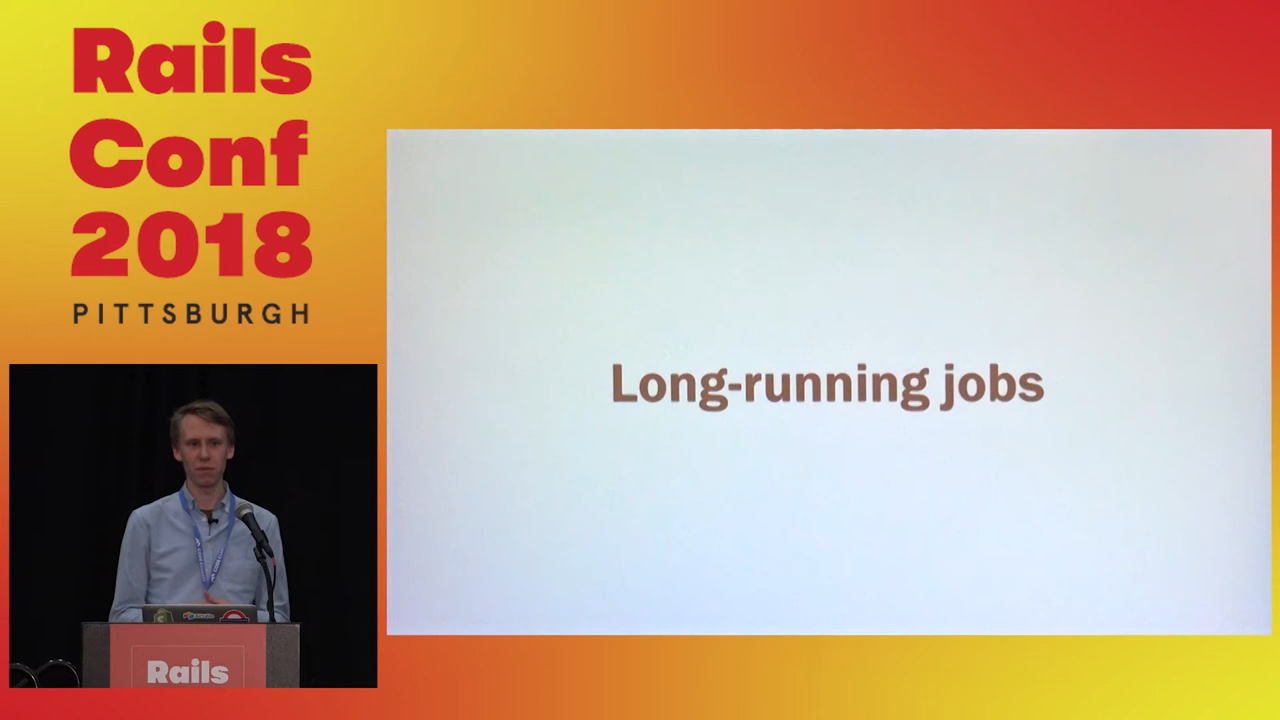 Rails
Conf
2018
PITTSBURGH
Long-running jobs
Rails